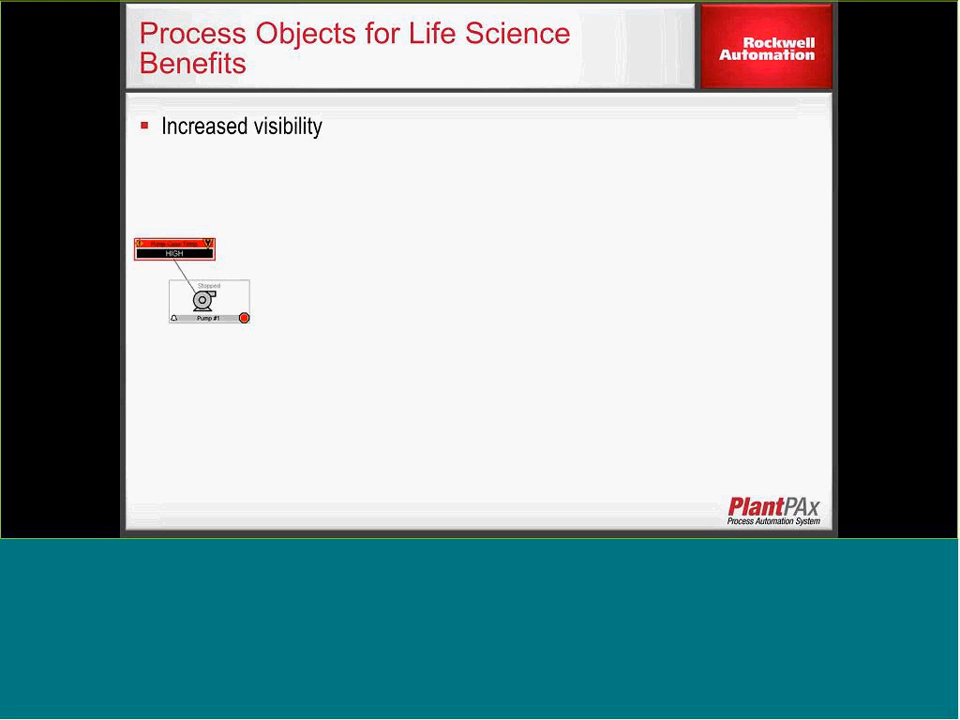 Process Objects for Life Science
Benefits
Rockwell
Automation
▪ Increased visibility
HIGH
Stopped
Pump #1
PlantPAx
Process Automation System